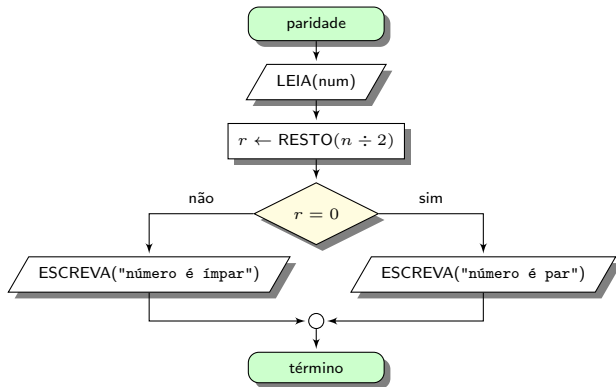 paridade
LEIA(num)
r ← RESTO(n ÷ 2)
não
r = 0
sim
ESCREVA("número é ímpar")
ESCREVA("número é par")
término